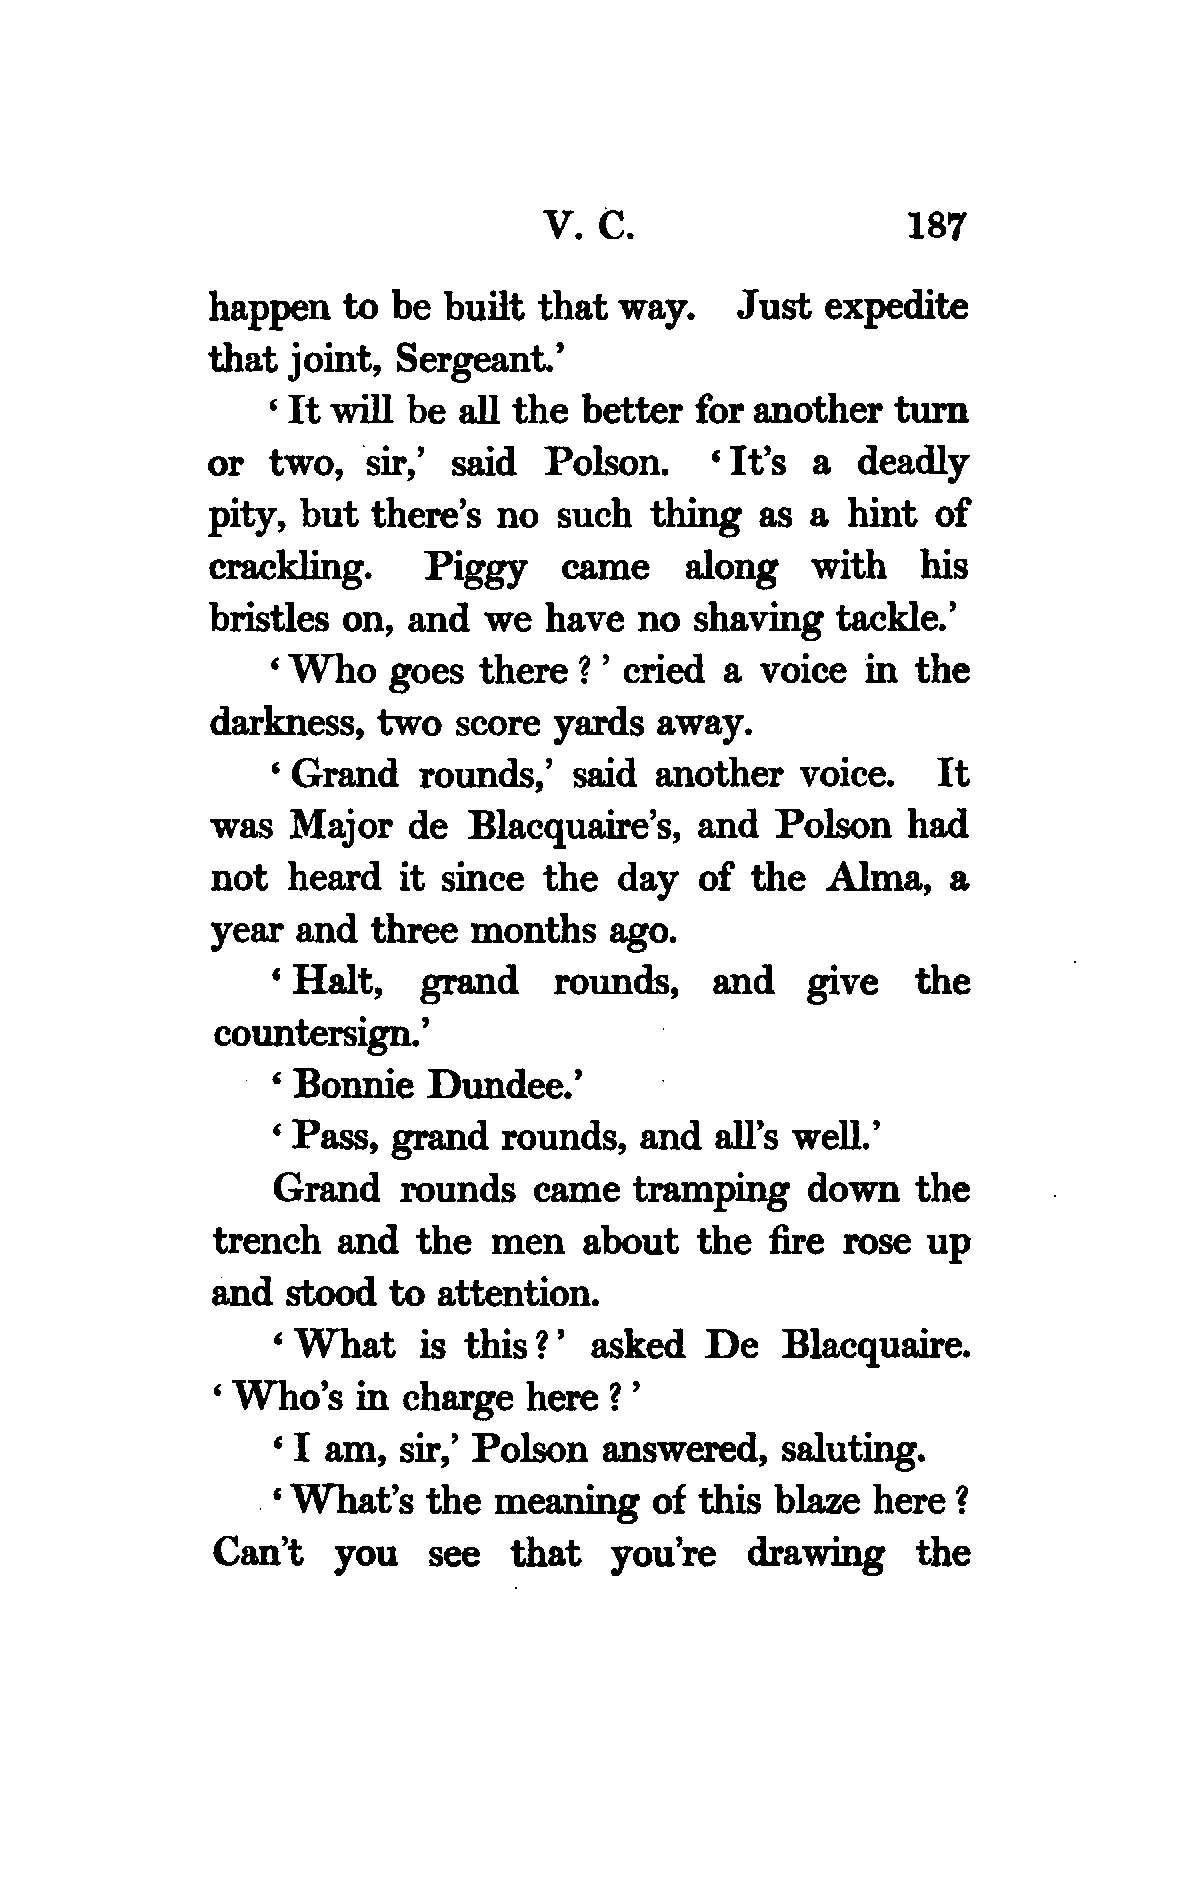 V. C. 187
happen to be built that way. Just expedite
that joint, Sergeant.’
‘ It will be all the better for another turn
or two, sir,’ said Polson. ‘ It’s a deadly
pity, but there’s no such thing as a hint of
crackling. Piggy came along with his
bristles on, and we have no shaving tackle.’
‘ Who goes there ? ’ cried a voice in the
darkness, two score yards away.
‘ Grand rounds,’ said another voice. It
was Major de Blacquaire’s, and Polson had
not heard it since the day of the Alma, a
year and three months ago.
‘ Halt, grand rounds, and give the
countersign.’
‘ Bonnie Dundee.’
‘ Pass, grand rounds, and all’s well.’
Grand rounds came tramping down the
trench and the men about the fire rose up
and stood to attention.
‘ What is this ? ’ asked De Blacquaire.
‘ Who’s in charge here ? ’
‘ I am, sir,’ Polson answered, saluting.
‘ What’s the meaning of this blaze here ?
Can’t you see that you’re drawing the